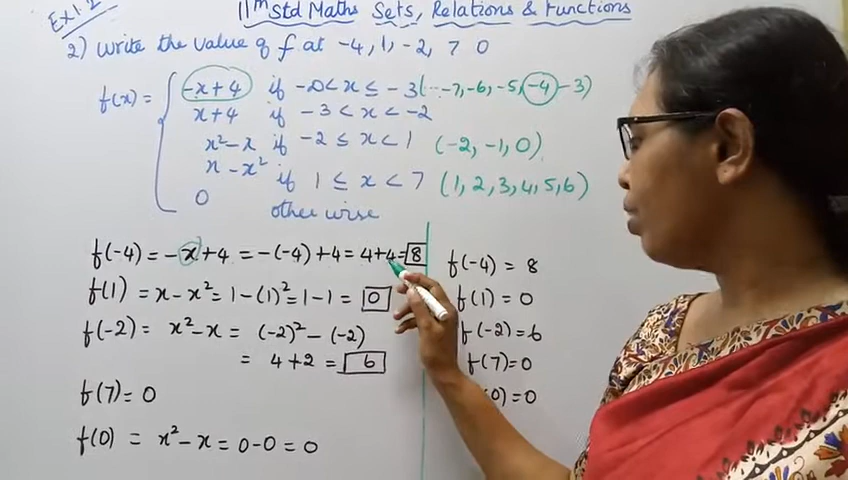 11th Std Maths Sets, Relations & Functions
Ex 1.2
2) Write the value of f at -4, 1, -2, 7 0
f(x) = { -x+4 if -∞ < x ≤ -3 (...-7,-6,-5,-4-3)
x+4 if -3 < x < -2
x²-x if -2 ≤ x < 1 (-2, -1, 0)
x - x² if 1 ≤ x < 7 (1, 2, 3, 4, 5, 6)
0 otherwise
f(-4) = -x+4 = -(-4)+4 = 4+4=8
f(1) = x-x² = 1-(1)² = 1-1 = 0
f(-2) = x²-x = (-2)²-(-2)
= 4+2 = 6
f(7) = 0
f(0) = x²-x = 0-0 = 0
f(-4) = 8
f(1) = 0
f(-2) = 6
f(7) = 0
(0) = 0